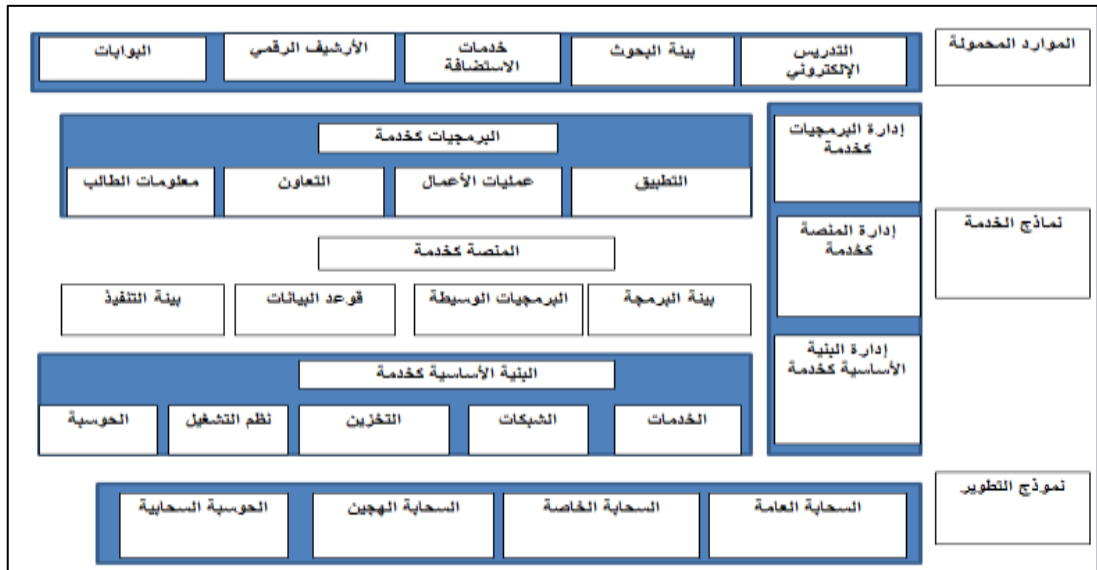 الموارد المحمولة
التدريس
الإلكتروني
بيئة البحوث
خدمات
الاستضافة
الأرشيف الرقمي
البوابات
نماذج الخدمة
إدارة البرمجيات
كخدمة
إدارة المنصة
كخدمة
إدارة البنية
الأساسية كخدمة
البرمجيات كخدمة
التطبيق
عمليات الأعمال
التعاون
معلومات الطالب
المنصة كخدمة
بيئة البرمجة
البرمجيات الوسيطة
قوعد البيانات
بيئة التنفيذ
البنية الأساسية كخدمة
الخدمات
الشبكات
التخزين
نظم التشغيل
الحوسبة
نموذج التطوير
السحابة العامة
السحابة الخاصة
السحابة الهجين
الحوسبة السحابية